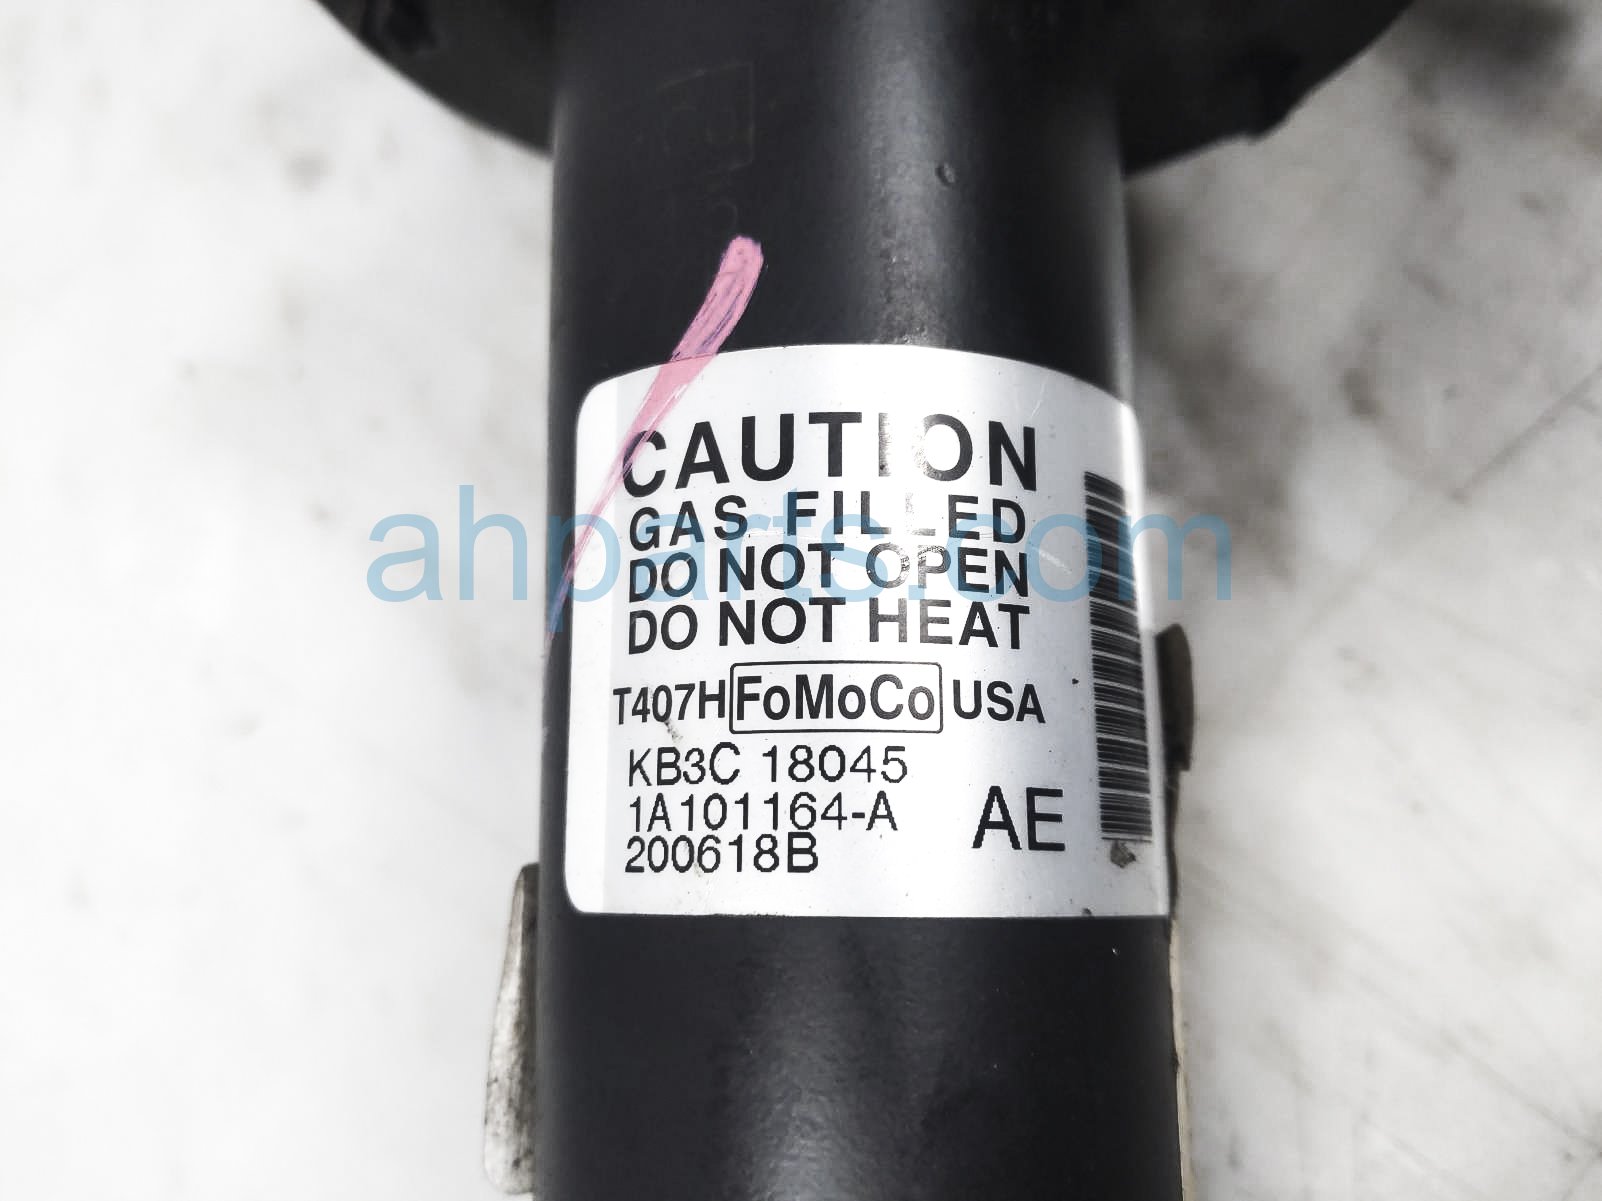 CAUTION
GAS FILLED
DO NOT OPEN
DO NOT HEAT
T407H FoMoCo USA
KB3C 18045
1A101164-A
AE
200618B
ahparts.com